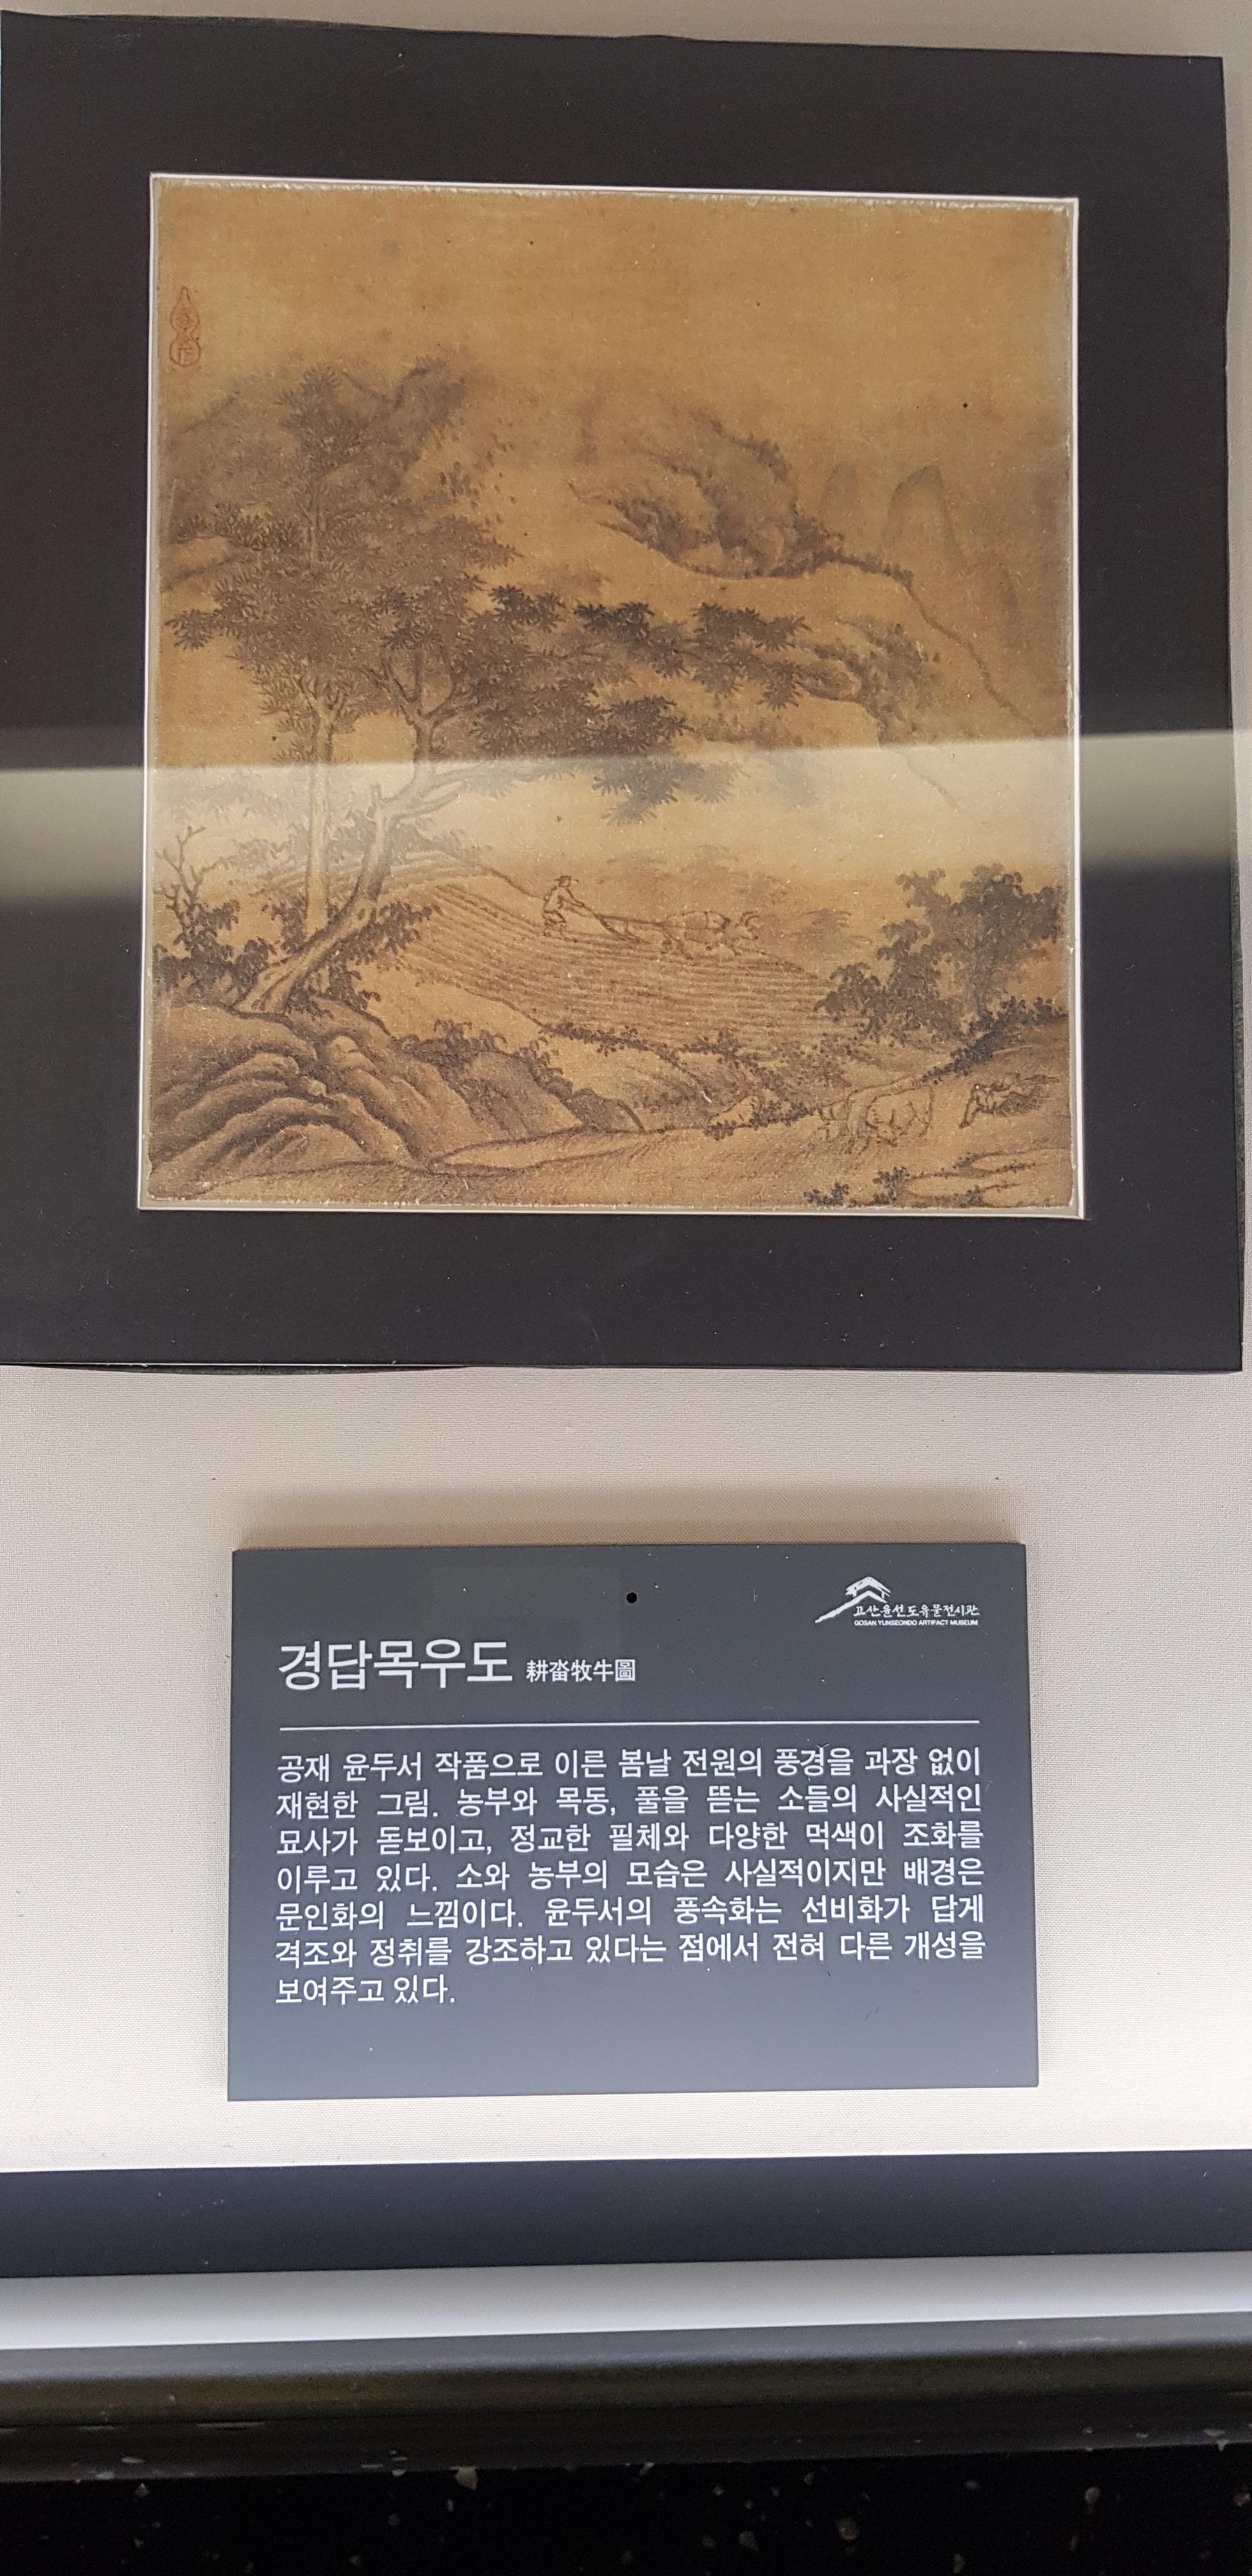 고산윤선도유물전시관
GOSAN YUNSEONDO ARTIFACT MUSEUM
경답목우도 耕畓牧牛圖
공재 윤두서 작품으로 이른 봄날 전원의 풍경을 과장 없이
재현한 그림. 농부와 목동, 풀을 뜯는 소들의 사실적인
묘사가 돋보이고, 정교한 필체와 다양한 먹색이 조화를
이루고 있다. 소와 농부의 모습은 사실적이지만 배경은
문인화의 느낌이다. 윤두서의 풍속화는 선비화가 답게
격조와 정취를 강조하고 있다는 점에서 전혀 다른 개성을
보여주고 있다.